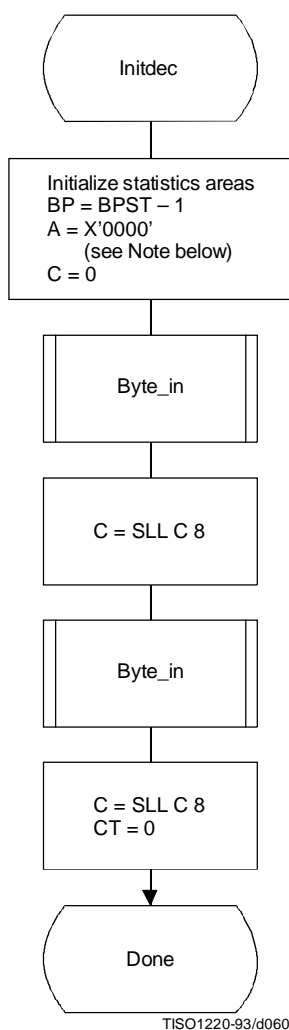 Initdec
Initialize statistics areas
BP = BPST – 1
A = X'0000'
(see Note below)
C = 0
Byte_in
C = SLL C 8
Byte_in
C = SLL C 8
CT = 0
Done
TISO1220-93/d060